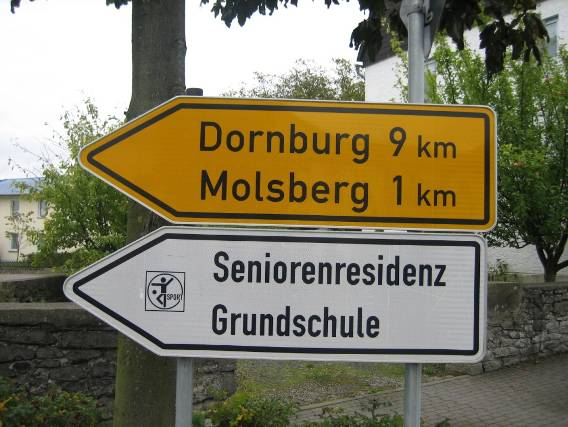 Dornburg 9 km
Molsberg 1 km
Seniorenresidenz
SPORT
Grundschule